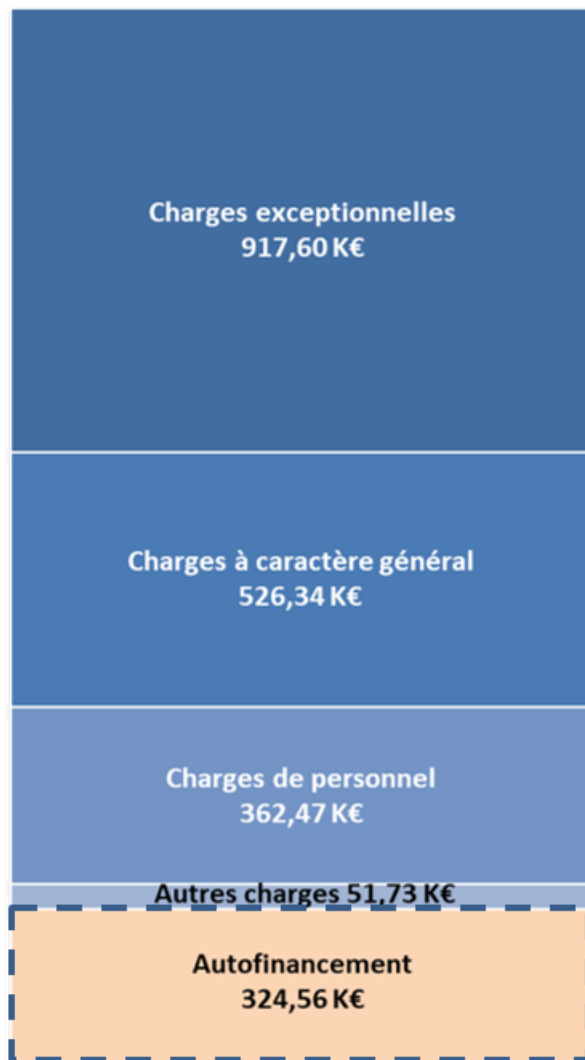 Charges exceptionnelles
917,60 K€
Charges à caractère général
526,34 K€
Charges de personnel
362,47 K€
Autres charges 51,73 K€
Autofinancement
324,56 K€